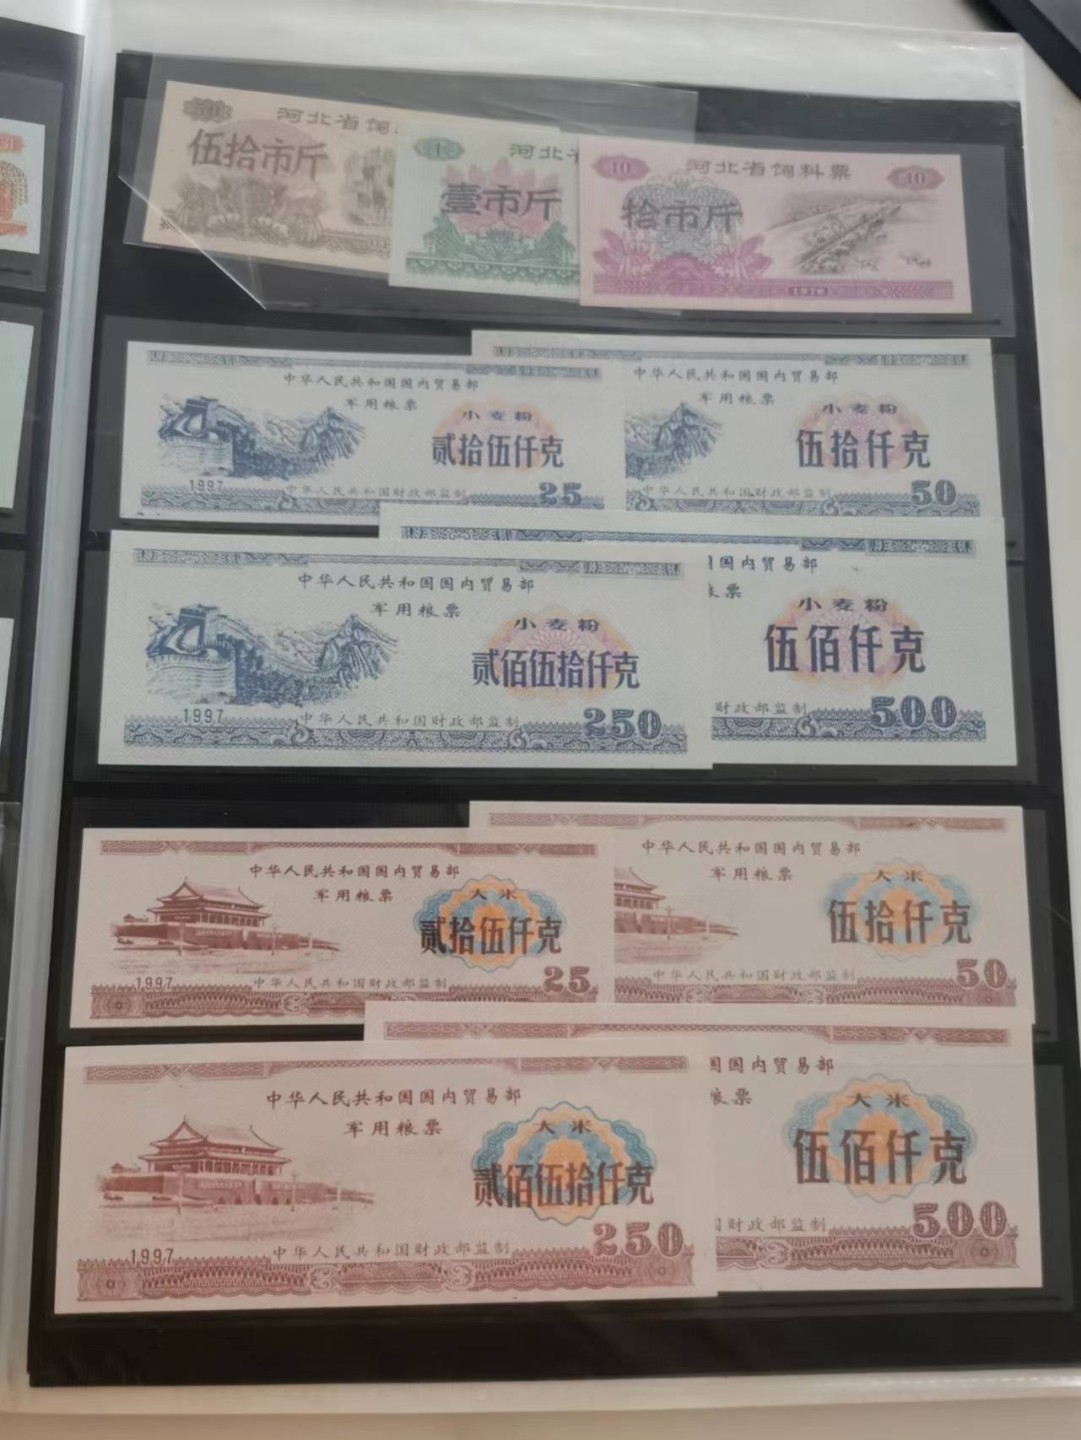 50
河北省饲
伍拾市斤
1
河北省
壹市斤
10
河北省饲料票
10
拾市斤
1976
中华人民共和国国内贸易部
军用粮票
小麦粉
贰拾伍仟克
1997
中华人民共和国财政部监制
25
中华人民共和国国内贸易部
军用粮票
小麦粉
伍拾仟克
中华人民共和国财政部监制
50
中华人民共和国国内贸易部
军用粮票
小麦粉
贰佰伍拾仟克
1997
中华人民共和国财政部监制
250
国内贸易部
票
小麦粉
伍佰仟克
财政部监制
500
中华人民共和国国内贸易部
军用粮票
大米
贰拾伍仟克
1997
中华人民共和国财政部监制
25
中华人民共和国国内贸易部
军用粮票
大米
伍拾仟克
中华人民共和国财政部监制
50
中华人民共和国国内贸易部
军用粮票
大米
贰佰伍拾仟克
1997
中华人民共和国财政部监制
250
国国内贸易部
粮票
大米
伍佰仟克
财政部监制
500